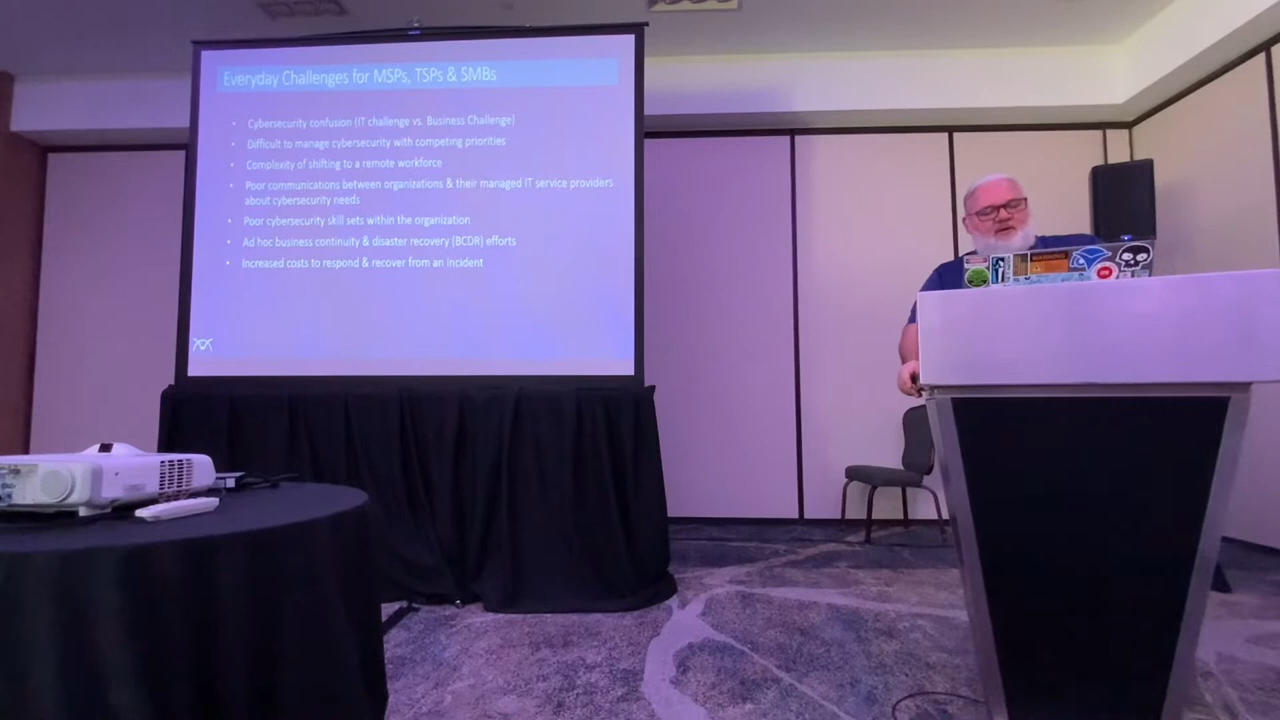 Everyday Challenges for MSPs, TSPs & SMBs
• Cybersecurity confusion (IT challenge vs. Business Challenge)
• Difficult to manage cybersecurity with competing priorities
• Complexity of shifting to a remote workforce
• Poor communications between organizations & their managed IT service providers
about cybersecurity needs
• Poor cybersecurity skill sets within the organization
• Ad hoc business continuity & disaster recovery (BCDR) efforts
• Increased costs to respond & recover from an incident
WARNING